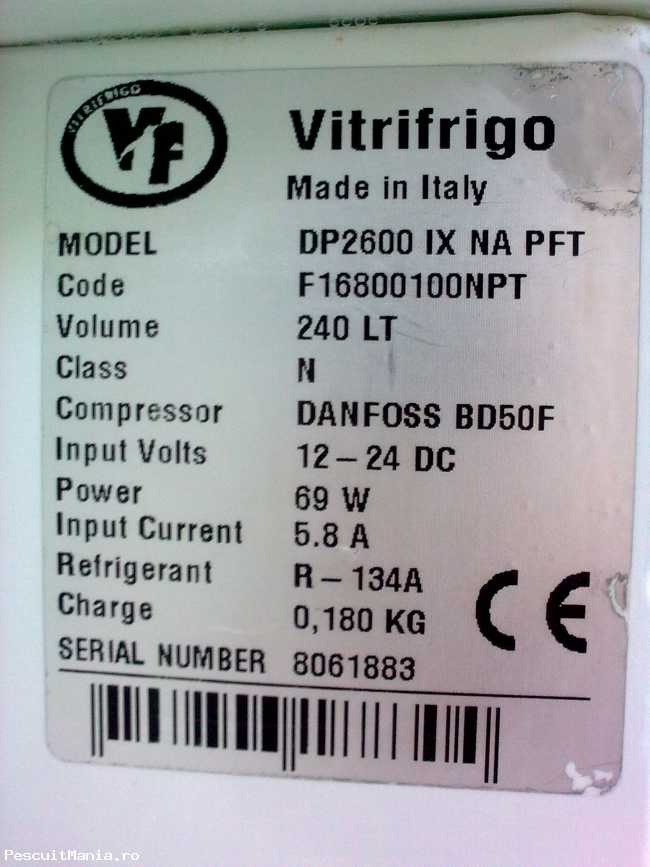 VITRIFRIGO
VF
Vitrifrigo
Made in Italy
MODEL DP2600 IX NA PFT
Code F16800100NPT
Volume 240 LT
Class N
Compressor DANFOSS BD50F
Input Volts 12-24 DC
Power 69 W
Input Current 5.8 A
Refrigerant R-134A
Charge 0,180 KG
CE
SERIAL NUMBER 8061883
PescuitMania.ro